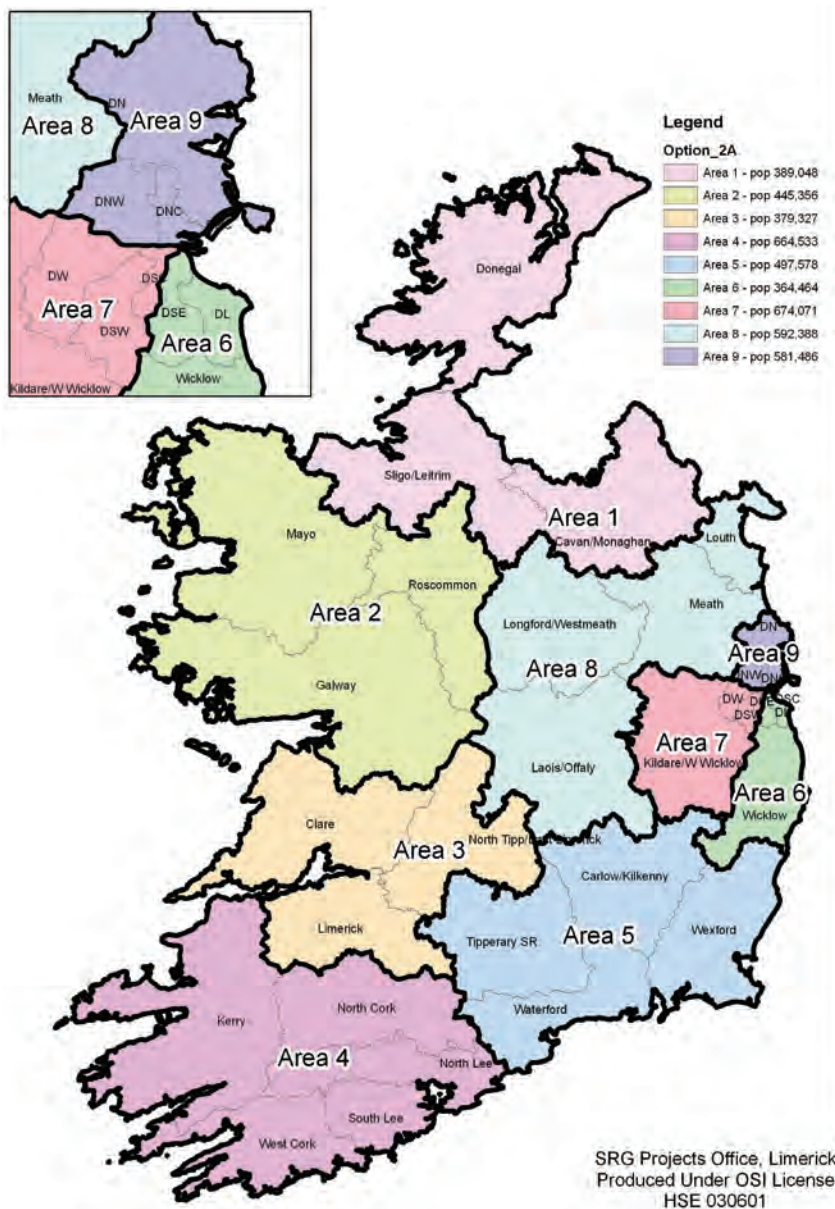 Meath
Area 8
DN
Area 9
DNW
DNC
DW
Area 7
DSW
DSE
DL
Area 6
Wicklow
Kildare/W Wicklow
Legend
Option_2A
Area 1 - pop 389,048
Area 2 - pop 445,356
Area 3 - pop 379,327
Area 4 - pop 664,533
Area 5 - pop 497,578
Area 6 - pop 364,464
Area 7 - pop 674,071
Area 8 - pop 592,388
Area 9 - pop 581,486
Donegal
Sligo/Leitrim
Area 1
Cavan/Monaghan
Louth
Mayo
Roscommon
Area 2
Galway
Longford/Westmeath
Meath
Area 8
Laois/Offaly
DN
Area 9
DW
Area 7
Kildare/W Wicklow
Area 6
Wicklow
Clare
Area 3
North
Limerick
Carlow/Kilkenny
Tipperary SR
Area 5
Wexford
Waterford
Kerry
North Cork
Area 4
North Lee
South Lee
West Cork
SRG Projects Office, Limerick
Produced Under OSI License
HSE 030601